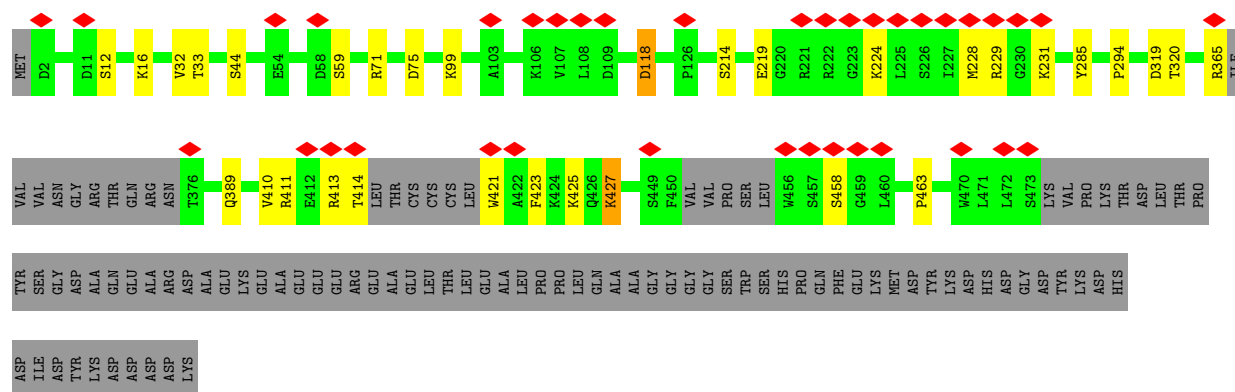 MET D2 D11 S12 K16 V32 T33 S44 E54 D58 S59 R71 D75 K99 A103 K106 V107 L108 D109 D118 P126 S214 E219 G220 R221 R222 G223 K224 L225 S226 I227 M228 R229 G230 K231 Y285 P294 D319 T320 R365 ILE
VAL VAL ASN GLY ARG THR GLN ARG ASN T376 Q389 V410 R411 E412 R413 T414 LEU THR CYS CYS CYS LEU W421 A422 F423 K424 K425 Q426 K427 S449 F450 VAL VAL PRO SER LEU W456 S457 S458 G459 L460 P463 W470 L471 L472 S473 LYS VAL PRO LYS THR ASP LEU THR PRO
TYR SER GLY ASP ALA GLN GLU ALA ARG ASP ALA GLU LYS GLU ALA GLU GLU GLU ARG GLU ALA GLU LEU THR LEU GLU ALA LEU PRO PRO LEU GLN ALA ALA GLY GLY GLY GLY SER TRP SER SER HIS PRO GLN PHE GLU LYS MET ASP TYR LYS ASP HIS ASP GLY ASP TYR LYS ASP HIS
ASP ILE ASP TYR LYS ASP ASP ASP ASP LYS